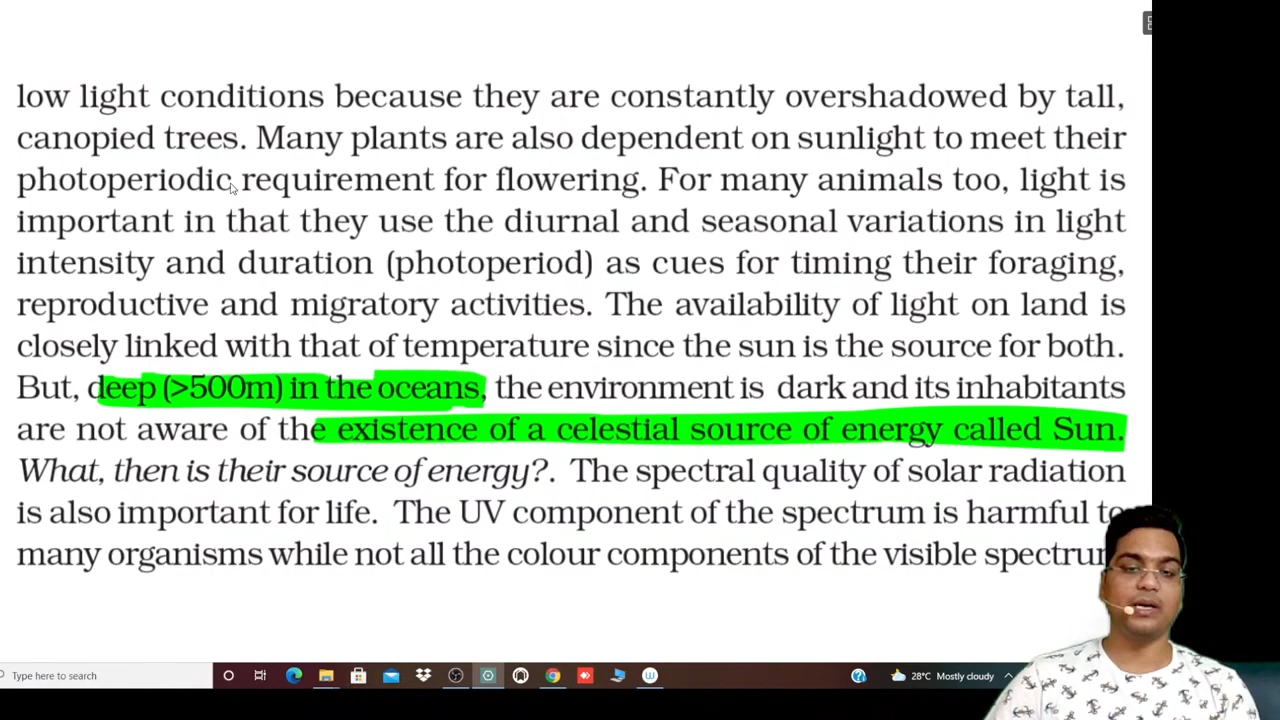 low light conditions because they are constantly overshadowed by tall,
canopied trees. Many plants are also dependent on sunlight to meet their
photoperiodic requirement for flowering. For many animals too, light is
important in that they use the diurnal and seasonal variations in light
intensity and duration (photoperiod) as cues for timing their foraging,
reproductive and migratory activities. The availability of light on land is
closely linked with that of temperature since the sun is the source for both.
But, deep (>500m) in the oceans, the environment is dark and its inhabitants
are not aware of the existence of a celestial source of energy called Sun.
What, then is their source of energy?. The spectral quality of solar radiation
is also important for life. The UV component of the spectrum is harmful to
many organisms while not all the colour components of the visible spectrum
Type here to search
28°C Mostly cloudy